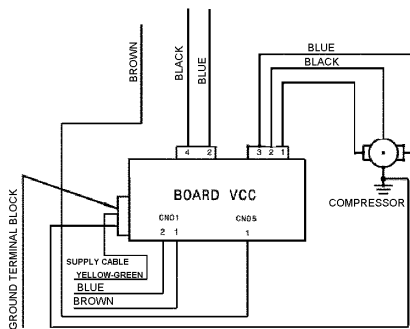 BROWN
BLACK
BLUE
BLUE
BLACK
4 2
3 2 1
BOARD VCC
CN01
CN05
2 1
1
COMPRESSOR
GROUND TERMINAL BLOCK
SUPPLY CABLE
YELLOW-GREEN
BLUE
BROWN